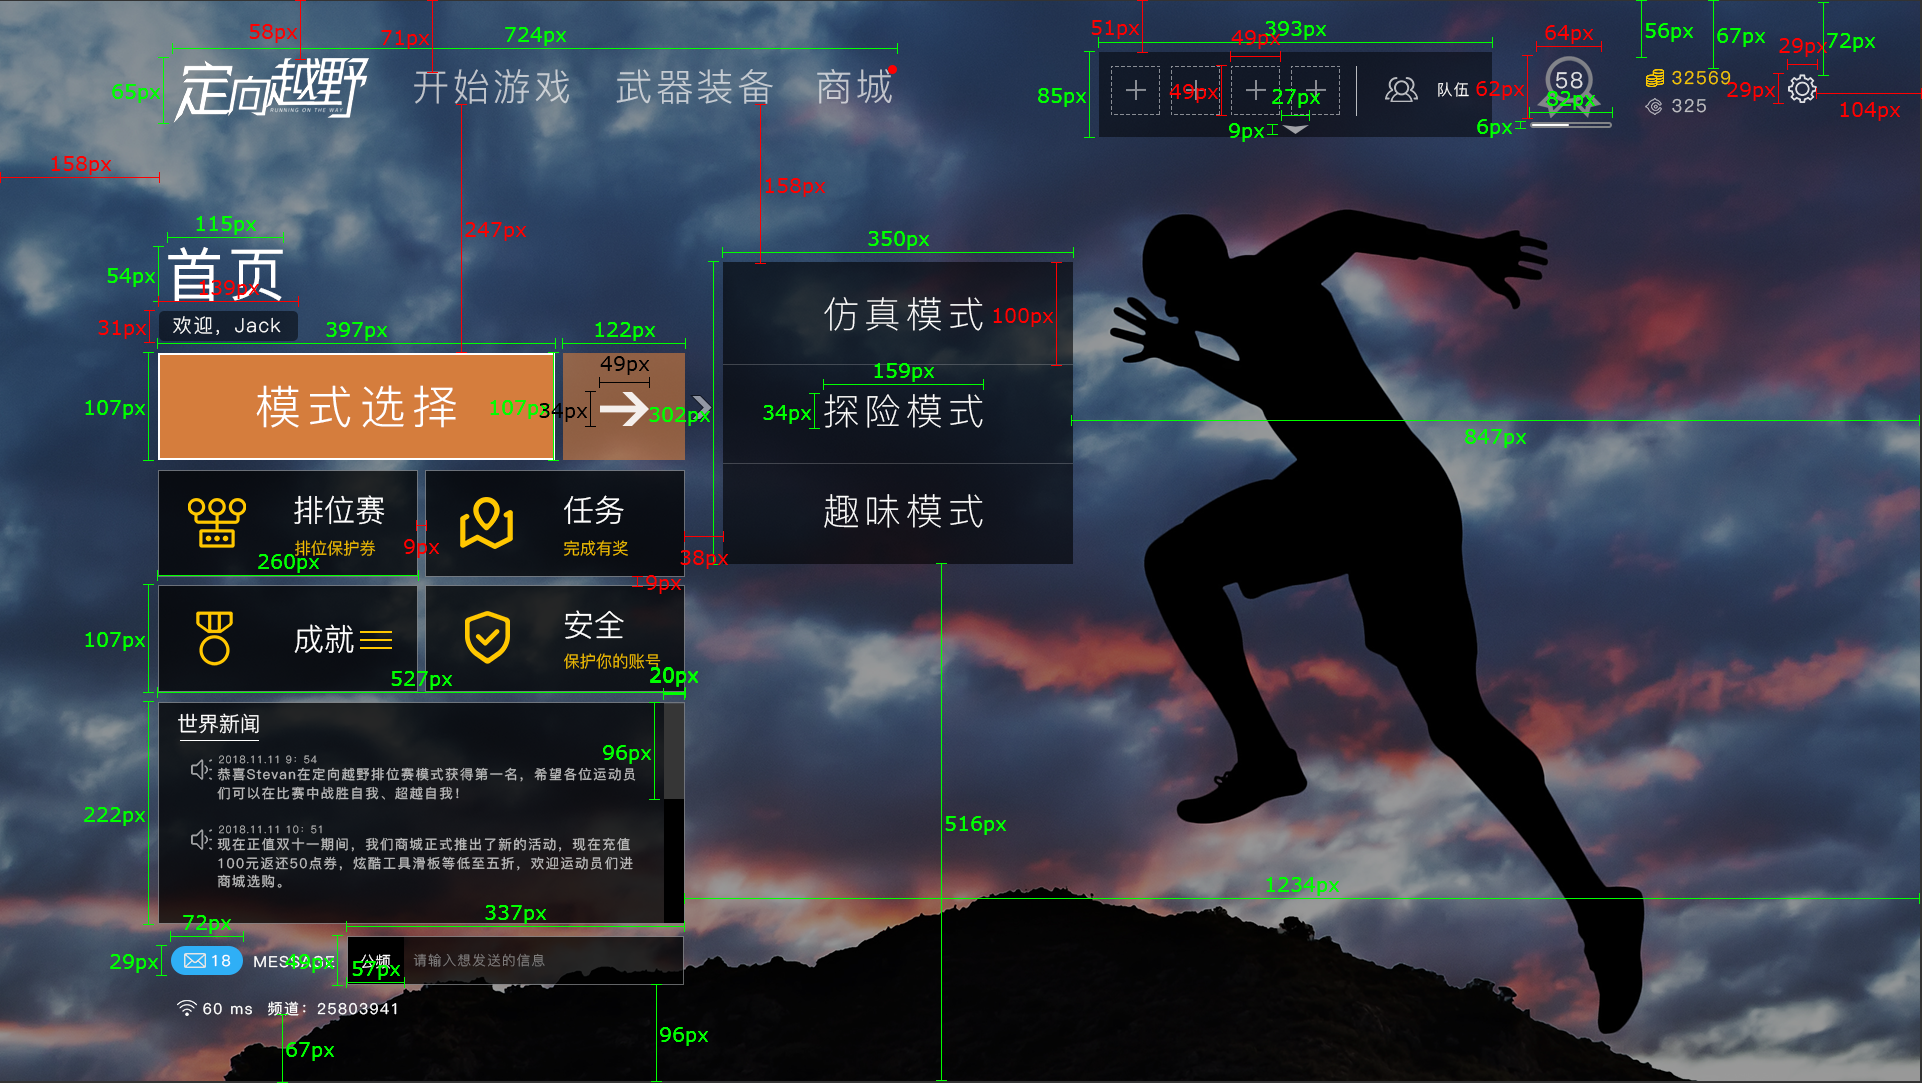 58px
71px
724px
51px
49px
393px
64px
56px
67px
29px
72px
65px
定向越野
RUNNING ON THE WAY
开始游戏
武器装备
商城
85px
49px
27px
9px
队伍
62px
58
82px
6px
32569
325
29px
104px
158px
158px
247px
115px
54px
首页
139px
31px
欢迎，Jack
397px
122px
350px
107px
模式选择
107px
49px
34px
302px
仿真模式
100px
159px
34px
探险模式
趣味模式
847px
排位赛
排位保护券
260px
9px
任务
完成有奖
38px
9px
107px
成就
安全
保护你的账号
527px
20px
222px
世界新闻
96px
2018.11.11 9：54
恭喜Stevan在定向越野排位赛模式获得第一名，希望各位运动员
们可以在比赛中战胜自我、超越自我！
2018.11.11 10：51
现在正值双十一期间，我们商城正式推出了新的活动，现在充值
100元返还50点券，炫酷工具滑板等低至五折，欢迎运动员们进
商城选购。
516px
1234px
72px
337px
29px
18
MESSAGE
49px
公频
57px
请输入想发送的信息
60 ms
频道：25803941
67px
96px